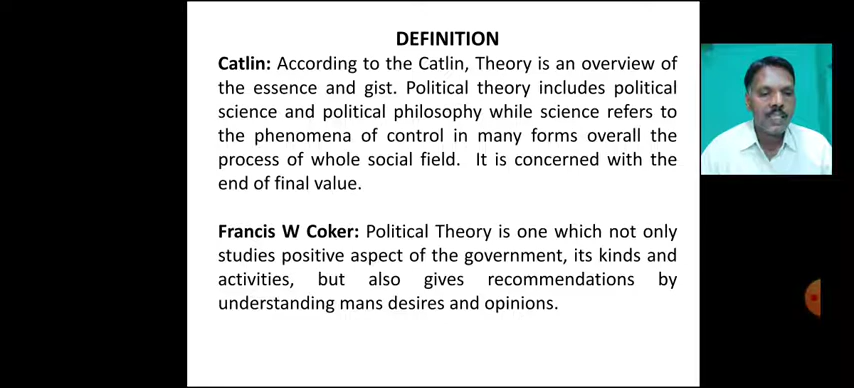 DEFINITION
Catlin: According to the Catlin, Theory is an overview of
the essence and gist. Political theory includes political
science and political philosophy while science refers to
the phenomena of control in many forms overall the
process of whole social field. It is concerned with the
end of final value.
Francis W Coker: Political Theory is one which not only
studies positive aspect of the government, its kinds and
activities, but also gives recommendations by
understanding mans desires and opinions.